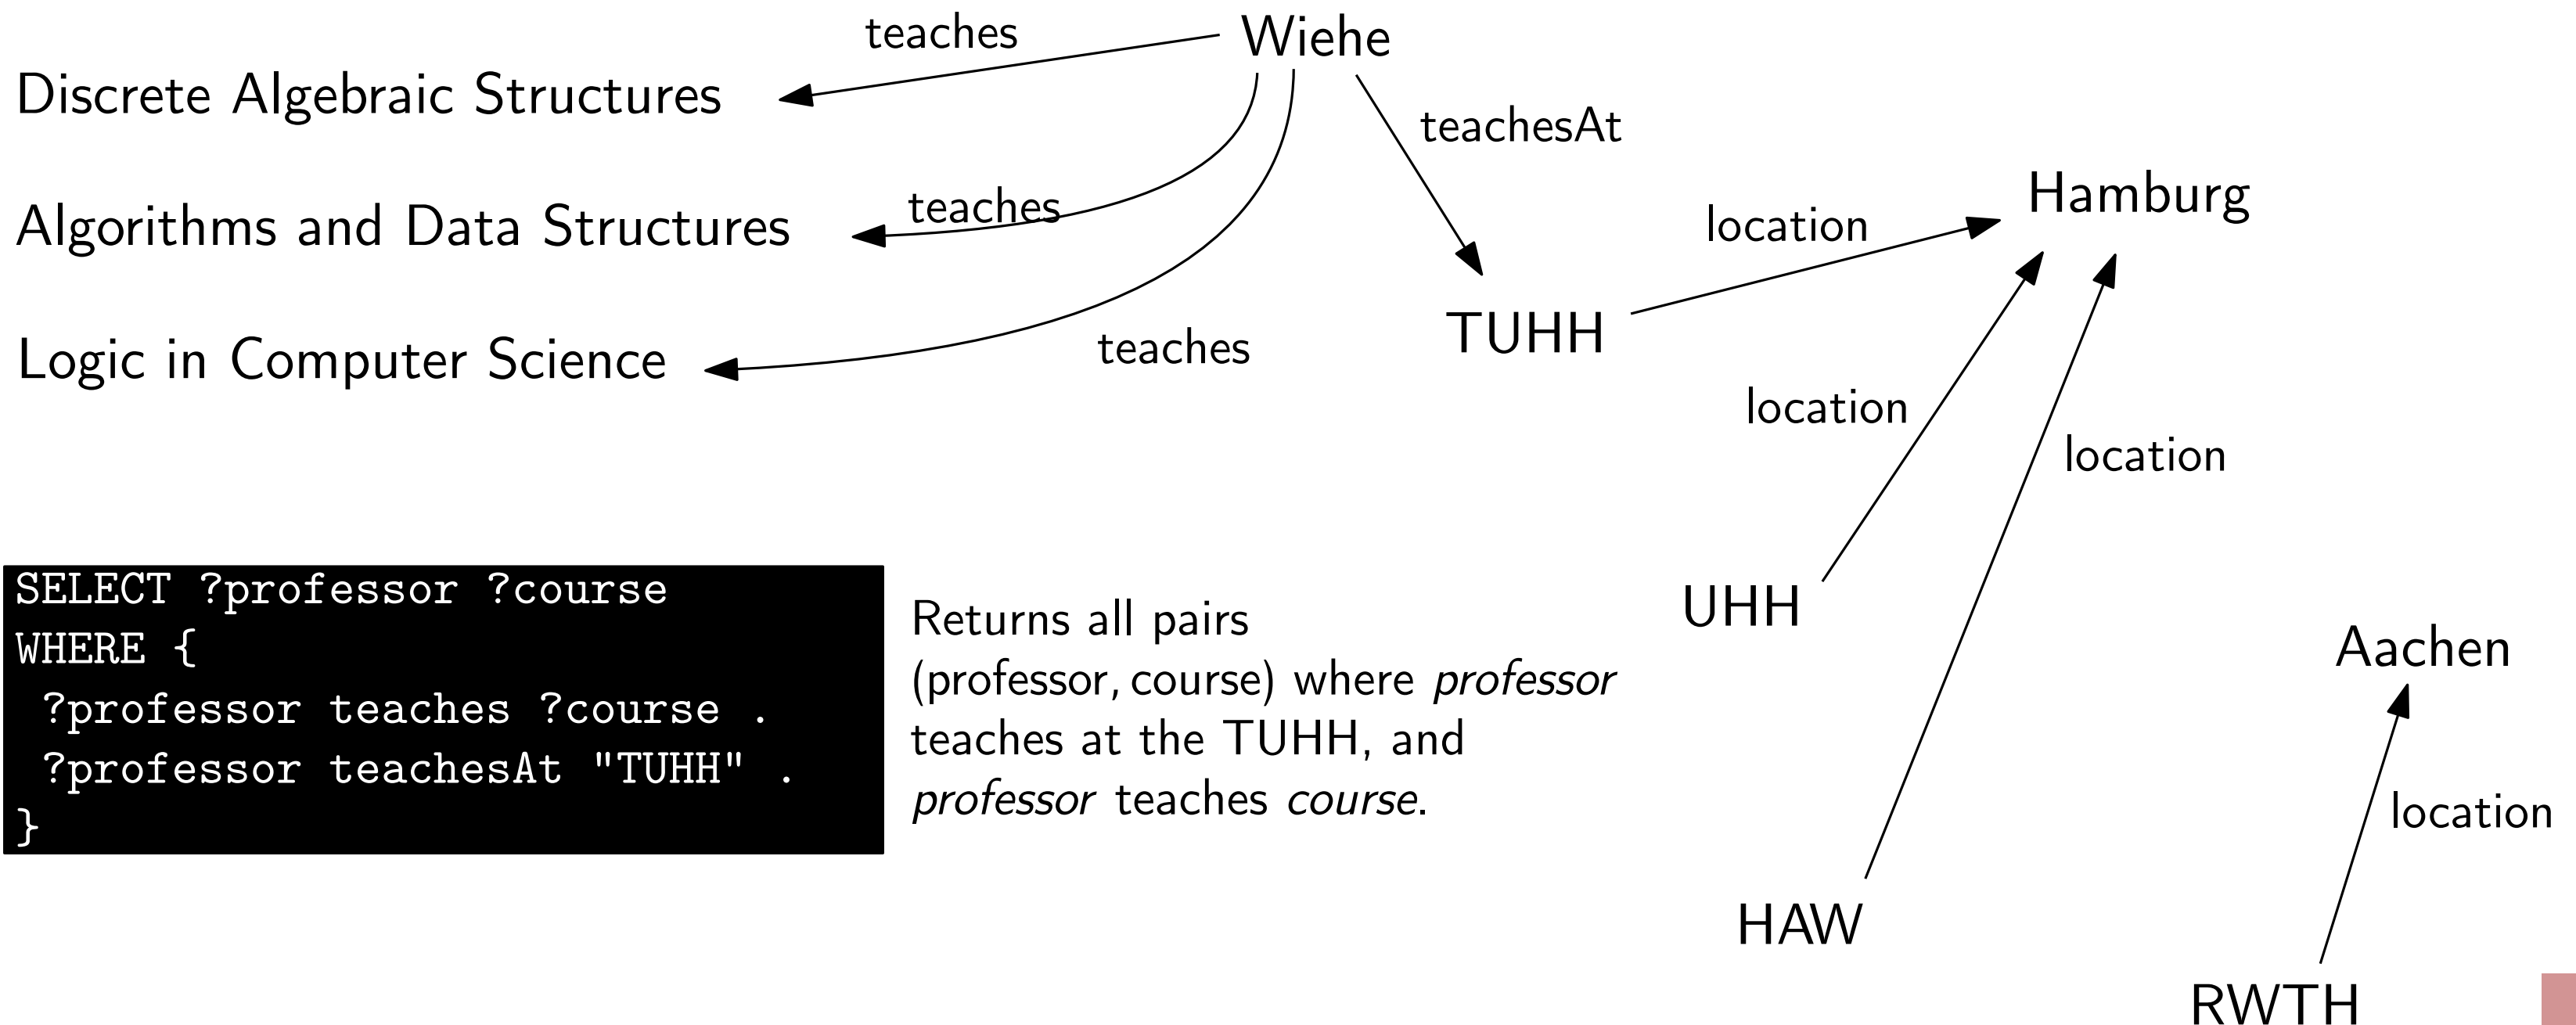 teaches
Wiehe
Discrete Algebraic Structures
teachesAt
Hamburg
teaches
location
Algorithms and Data Structures
TUHH
teaches
Logic in Computer Science
location
location
SELECT ?professor ?course
WHERE {
?professor teaches ?course .
?professor teachesAt "TUHH" .
}
Returns all pairs
(professor, course) where professor
teaches at the TUHH, and
professor teaches course.
UHH
Aachen
location
HAW
RWTH